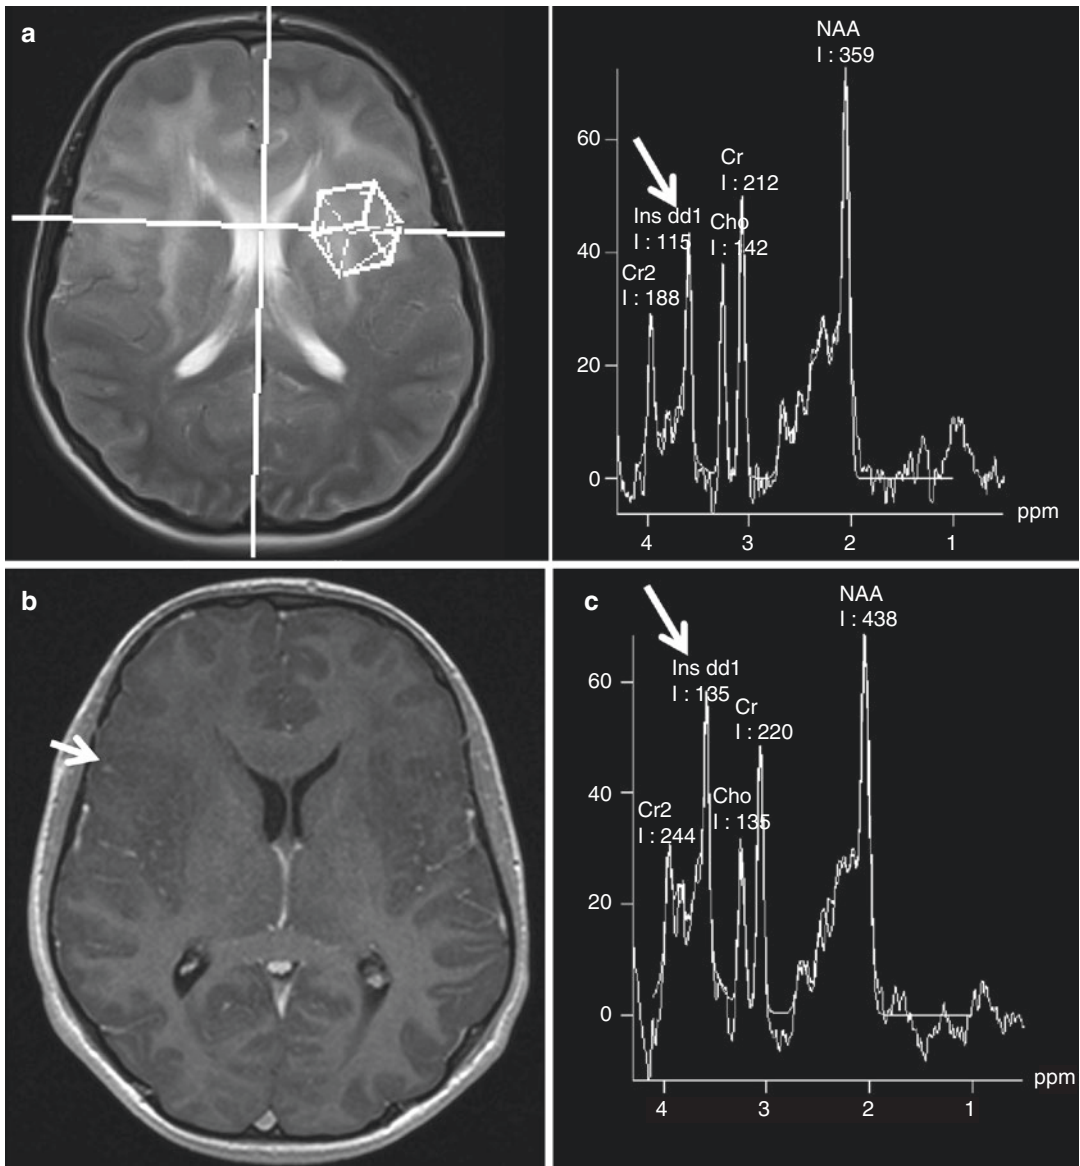 a
NAA
I : 359
60
Cr
I : 212
Ins dd1
I : 115
Cho
I : 142
40
Cr2
I : 188
20
0
ppm
4 3 2 1
b
c
NAA
I : 438
Ins dd1
I : 135
60
Cr
I : 220
40
Cho
I : 135
Cr2
I : 244
20
0
ppm
4 3 2 1